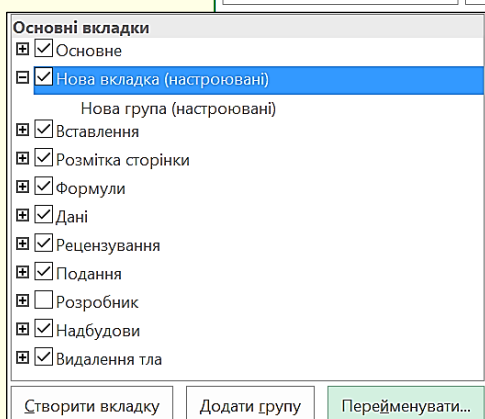 Основні вкладки
Основне
Нова вкладка (настроювані)
Нова група (настроювані)
Вставлення
Розмітка сторінки
Формули
Дані
Рецензування
Подання
Розробник
Надбудови
Видалення тла
Створити вкладку Додати групу Перейменувати...